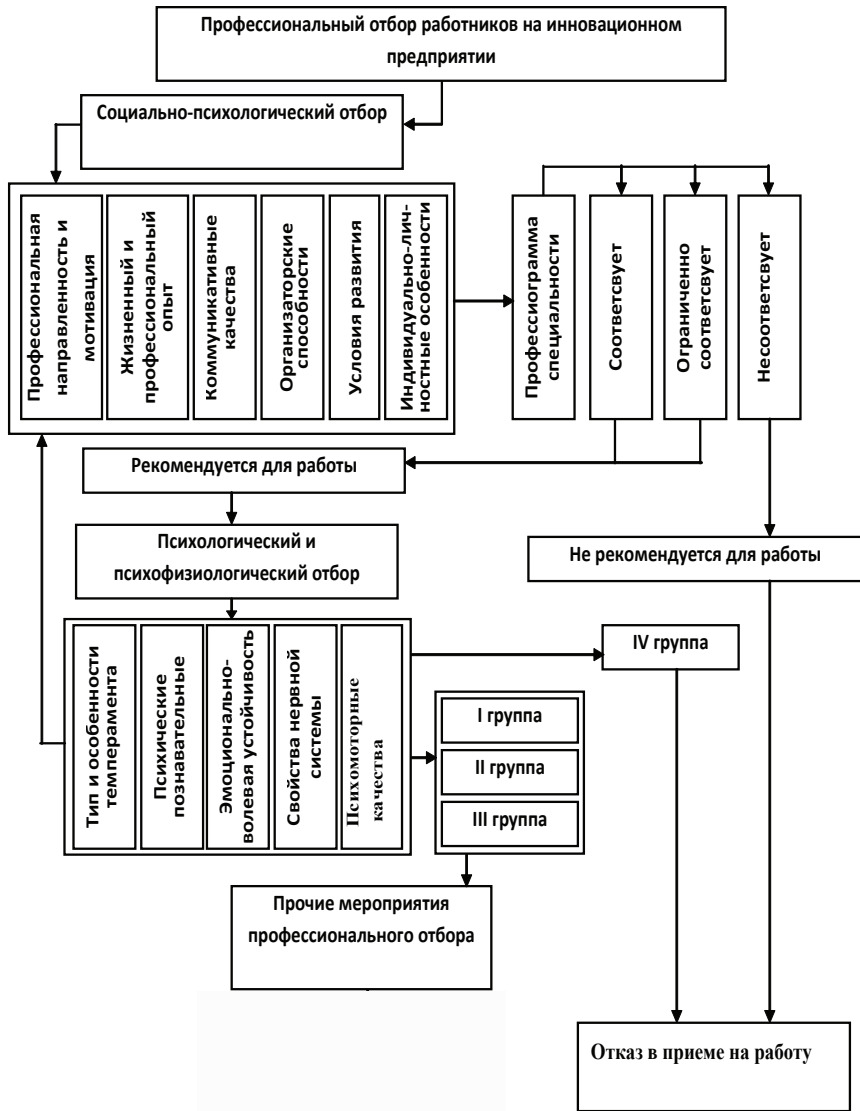 Профессиональный отбор работников на инновационном
предприятии
Социально-психологический отбор
Профессиональная
направленность и
мотивация
Жизненный и
профессиональный
опыт
Коммуникативные
качества
Организаторские
способности
Условия развития
Индивидуально-лич-
ностные особенности
Профессиограмма
специальности
Соответсвует
Ограниченно
соответсвует
Несоответсвует
Рекомендуется для работы
Психологический и
психофизиологический отбор
Не рекомендуется для работы
Тип и особенности
темперамента
Психические
познавательные
Эмоционально-
волевая устойчивость
Свойства нервной
системы
Психомоторные
качества
IV группа
I группа
II группа
III группа
Прочие мероприятия
профессионального отбора
Отказ в приеме на работу